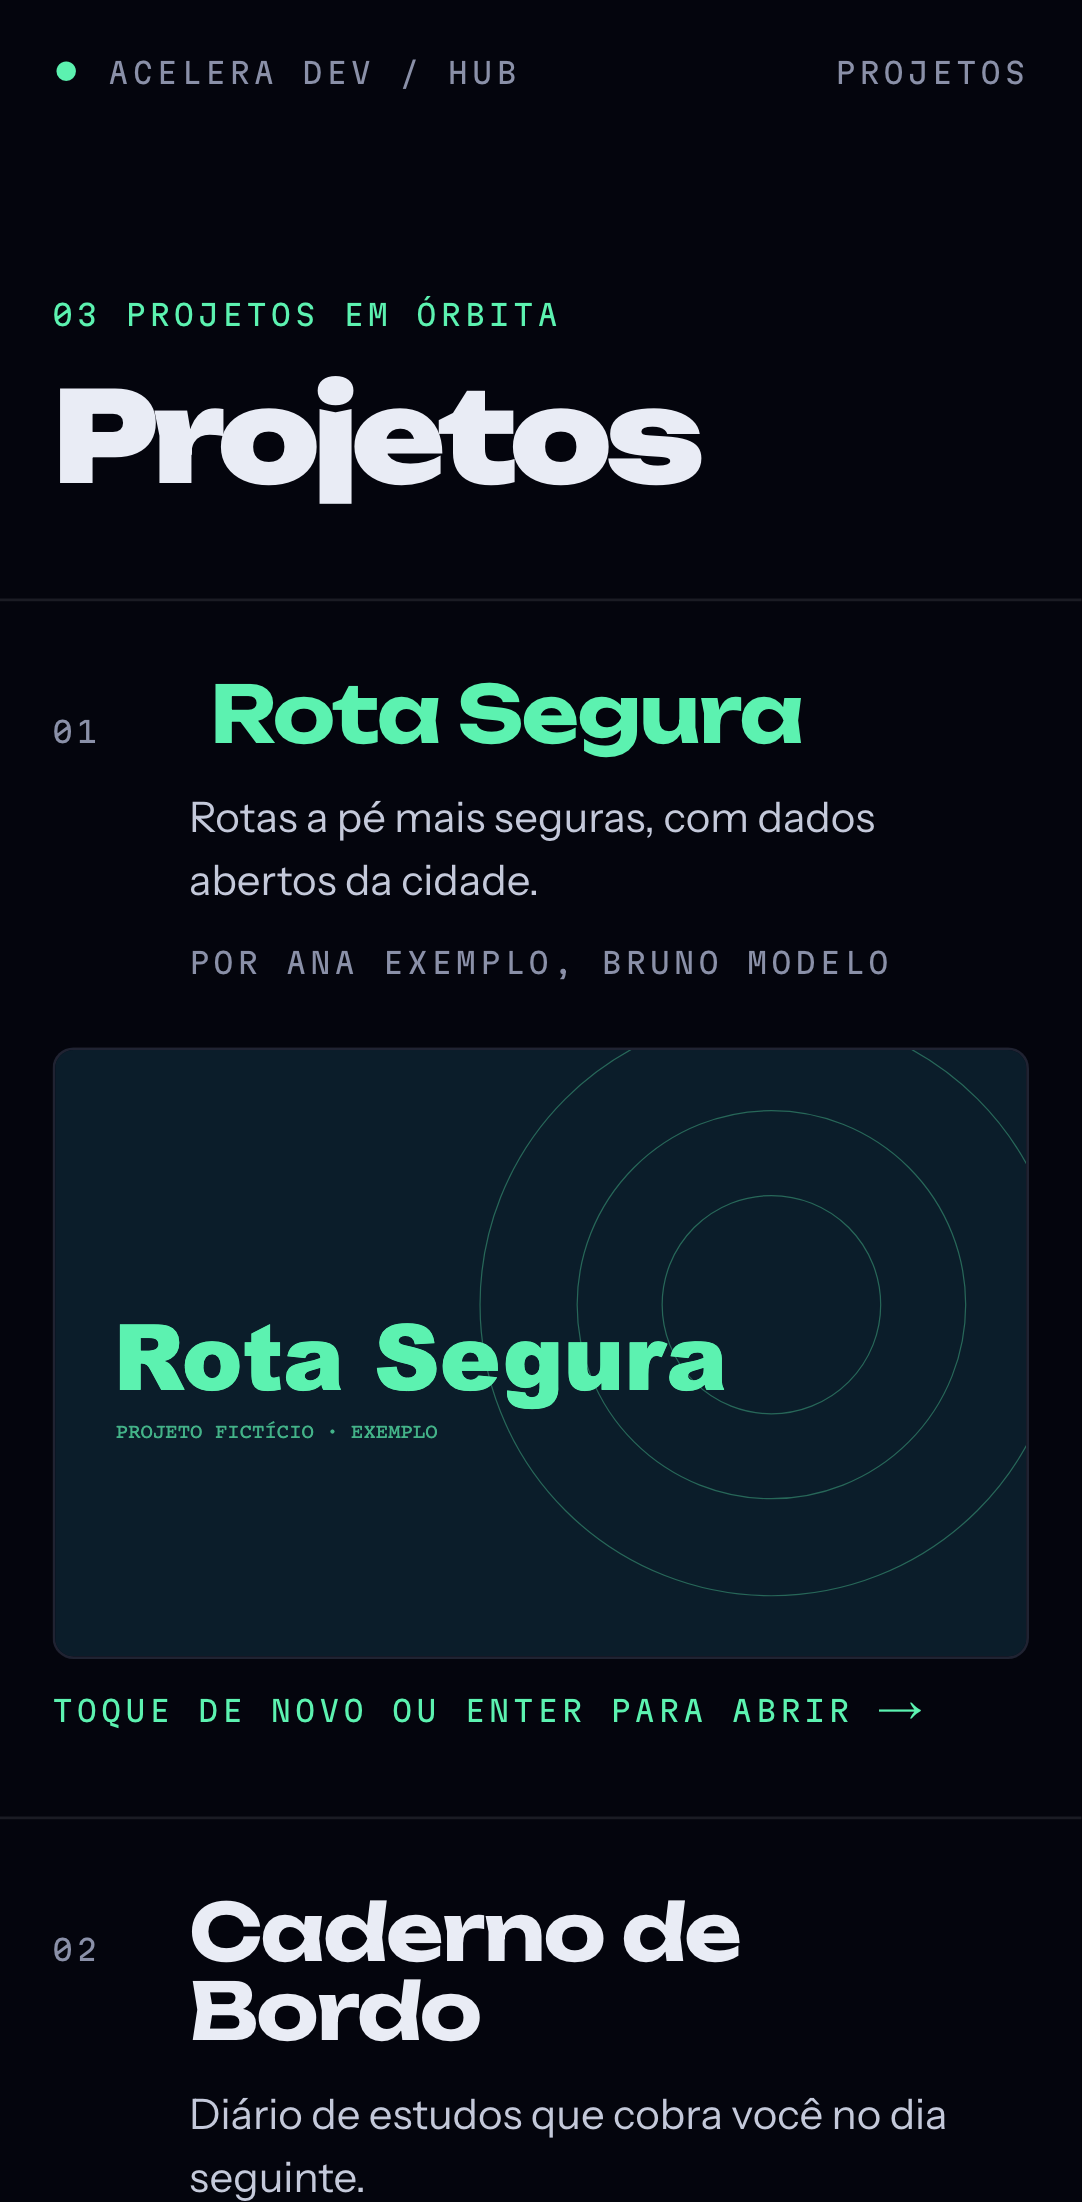 ACELERA DEV / HUB
PROJETOS
03 PROJETOS EM ÓRBITA
Projetos
01
Rota Segura
Rotas a pé mais seguras, com dados
abertos da cidade.
POR ANA EXEMPLO, BRUNO MODELO
Rota Segura
PROJETO FICTÍCIO · EXEMPLO
TOQUE DE NOVO OU ENTER PARA ABRIR →
02
Caderno de
Bordo
Diário de estudos que cobra você no dia
seguinte.